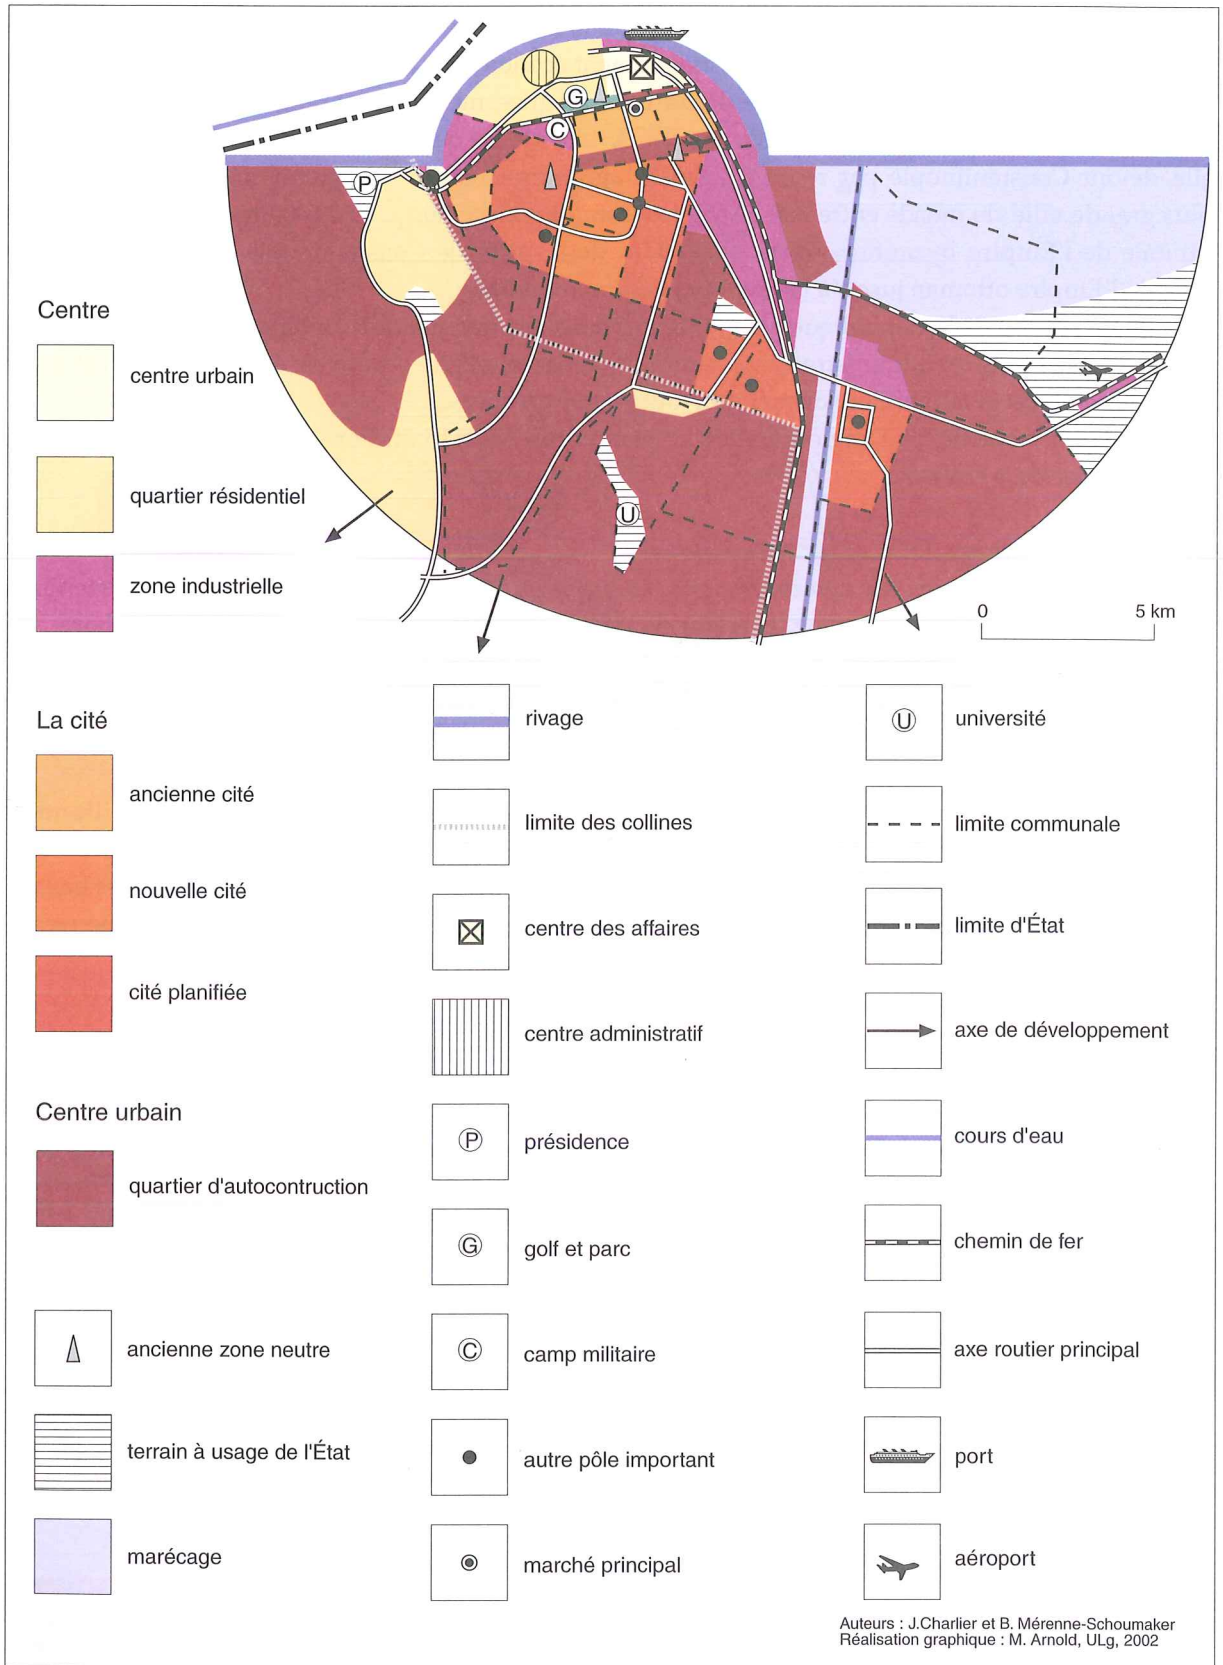 P
G
C
U
0 5 km
Centre
centre urbain
quartier résidentiel
zone industrielle
La cité
ancienne cité
nouvelle cité
cité planifiée
Centre urbain
quartier d'autocontruction
ancienne zone neutre
terrain à usage de l'État
marécage
rivage
limite des collines
centre des affaires
centre administratif
P présidence
G golf et parc
C camp militaire
autre pôle important
marché principal
U université
limite communale
limite d'État
axe de développement
cours d'eau
chemin de fer
axe routier principal
port
aéroport
Auteurs : J.Charlier et B. Mérenne-Schoumaker
Réalisation graphique : M. Arnold, ULg, 2002